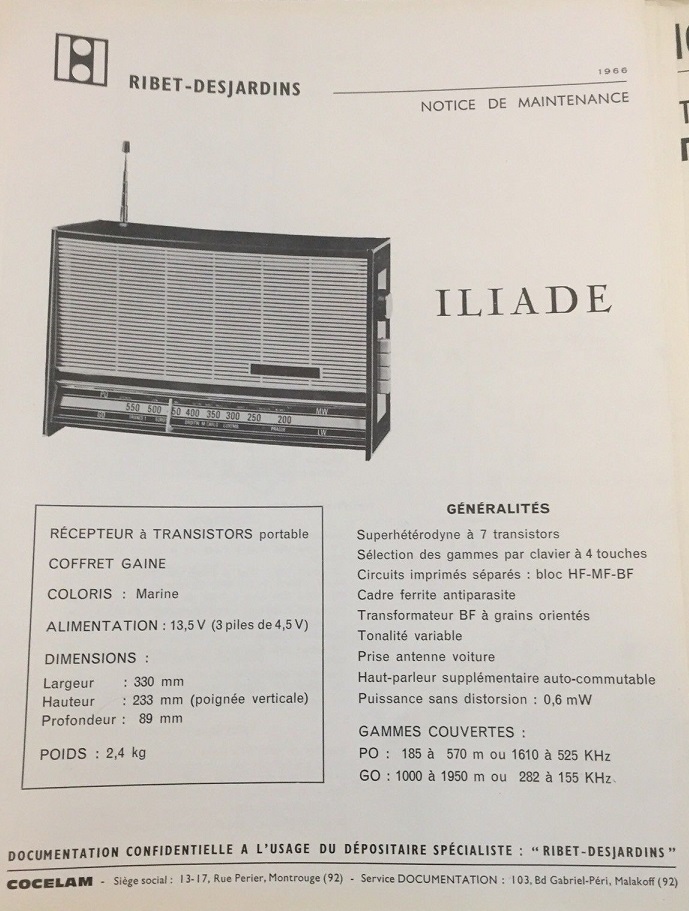 RIBET-DESJARDINS
1966
NOTICE DE MAINTENANCE
ILIADE
PO
550 500 50 400 350 300 250 200
MW
GO
LW
RÉCEPTEUR à TRANSISTORS portable
COFFRET GAINE
COLORIS : Marine
ALIMENTATION : 13,5 V (3 piles de 4,5 V)
DIMENSIONS :
Largeur : 330 mm
Hauteur : 233 mm (poignée verticale)
Profondeur : 89 mm
POIDS : 2,4 kg
GÉNÉRALITÉS
Superhétérodyne à 7 transistors
Sélection des gammes par clavier à 4 touches
Circuits imprimés séparés : bloc HF-MF-BF
Cadre ferrite antiparasite
Transformateur BF à grains orientés
Tonalité variable
Prise antenne voiture
Haut-parleur supplémentaire auto-commutable
Puissance sans distorsion : 0,6 mW
GAMMES COUVERTES :
PO : 185 à 570 m ou 1610 à 525 KHz
GO : 1000 à 1950 m ou 282 à 155 KHz.
DOCUMENTATION CONFIDENTIELLE A L'USAGE DU DÉPOSITAIRE SPÉCIALISTE : "RIBET-DESJARDINS"
COCELAM - Siège social : 13-17, Rue Perier, Montrouge (92) - Service DOCUMENTATION : 103, Bd Gabriel-Péri, Malakoff (92)